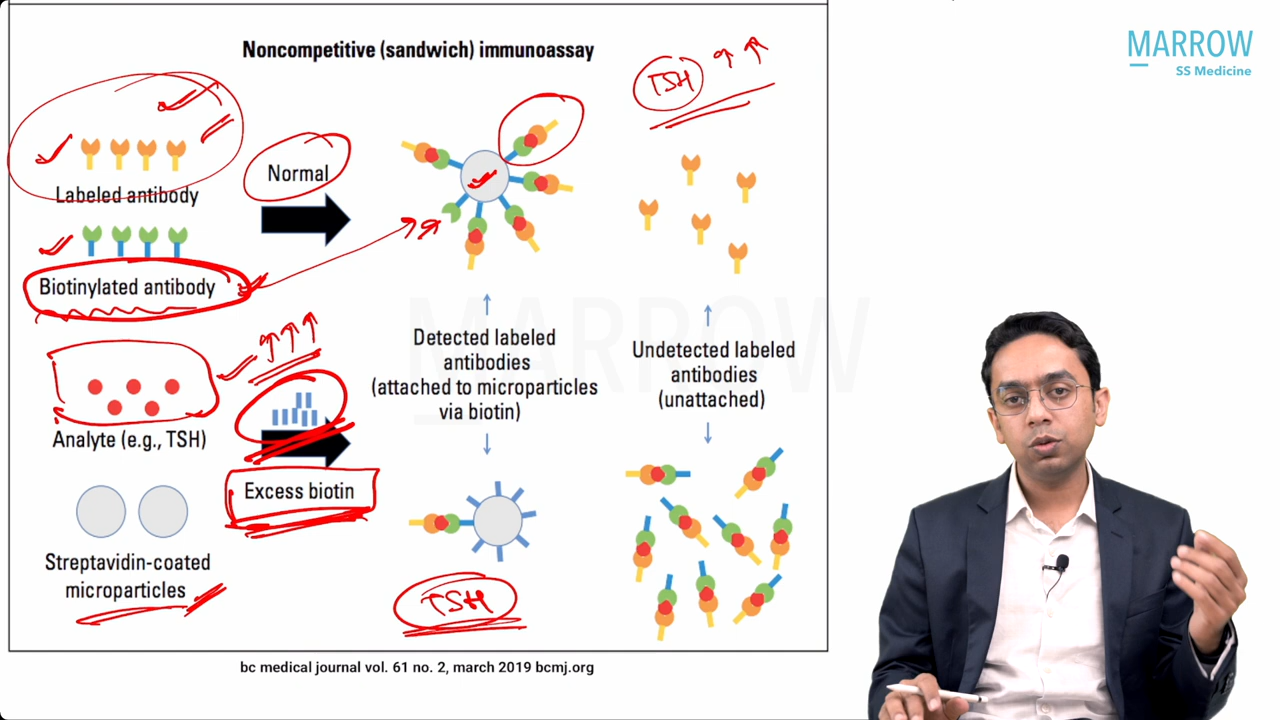 Noncompetitive (sandwich) immunoassay
MARROW
SS Medicine
TSH
Labeled antibody
Normal
Biotinylated antibody
Analyte (e.g., TSH)
Excess biotin
Streptavidin-coated
microparticles
Detected labeled
antibodies
(attached to microparticles
via biotin)
Undetected labeled
antibodies
(unattached)
TSH
MARROW
bc medical journal vol. 61 no. 2, march 2019 bcmj.org